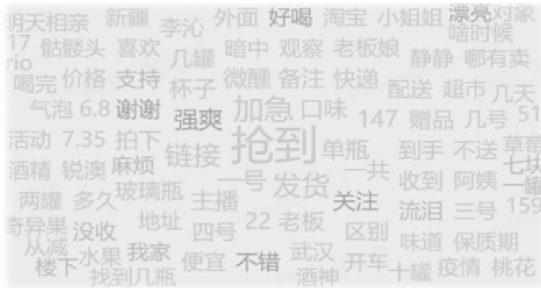 明天相亲 新疆 李沁 外面 好喝 淘宝 小姐姐 漂亮 对象
17 骷髅头 喜欢 几罐 暗中 观察 老板娘 静静 啥时候 哪有卖
rio 喝完 价格 支持 杯子 微醺 备注 快递 配送 超市 几天
气泡 6.8 谢谢 强爽 加急 口味 147 赠品 几号 51
活动 7.35 拍下 链接 抢到 单瓶 到手 不送 草莓
酒精 锐澳 麻烦 一号 发货 一共 收到 阿姨 七块 一罐
两罐 多久 玻璃瓶 主播 关注 流泪 三号 159
奇异果 没收 地址 四号 22 老板 区别 味道 保质期
从减 水果 我家 便宜 不错 武汉 开车 疫情 桃花
楼下 找到几瓶 酒神 十罐